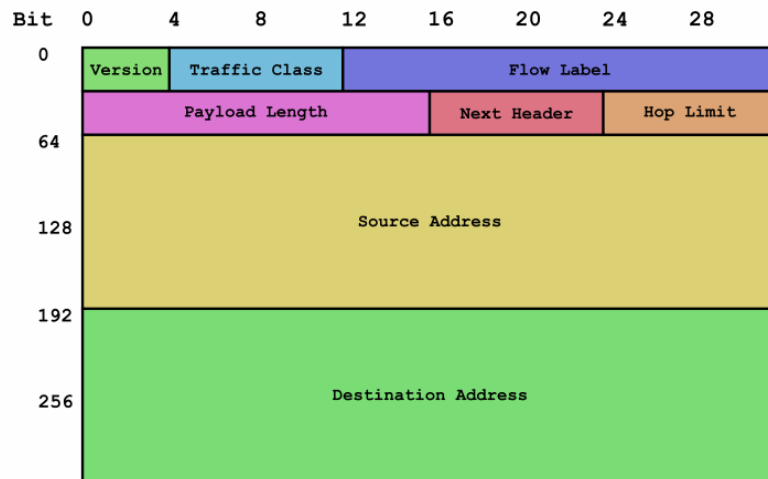 Bit 0 4 8 12 16 20 24 28
0 Version Traffic Class Flow Label
Payload Length Next Header Hop Limit
64
128 Source Address
192
256 Destination Address